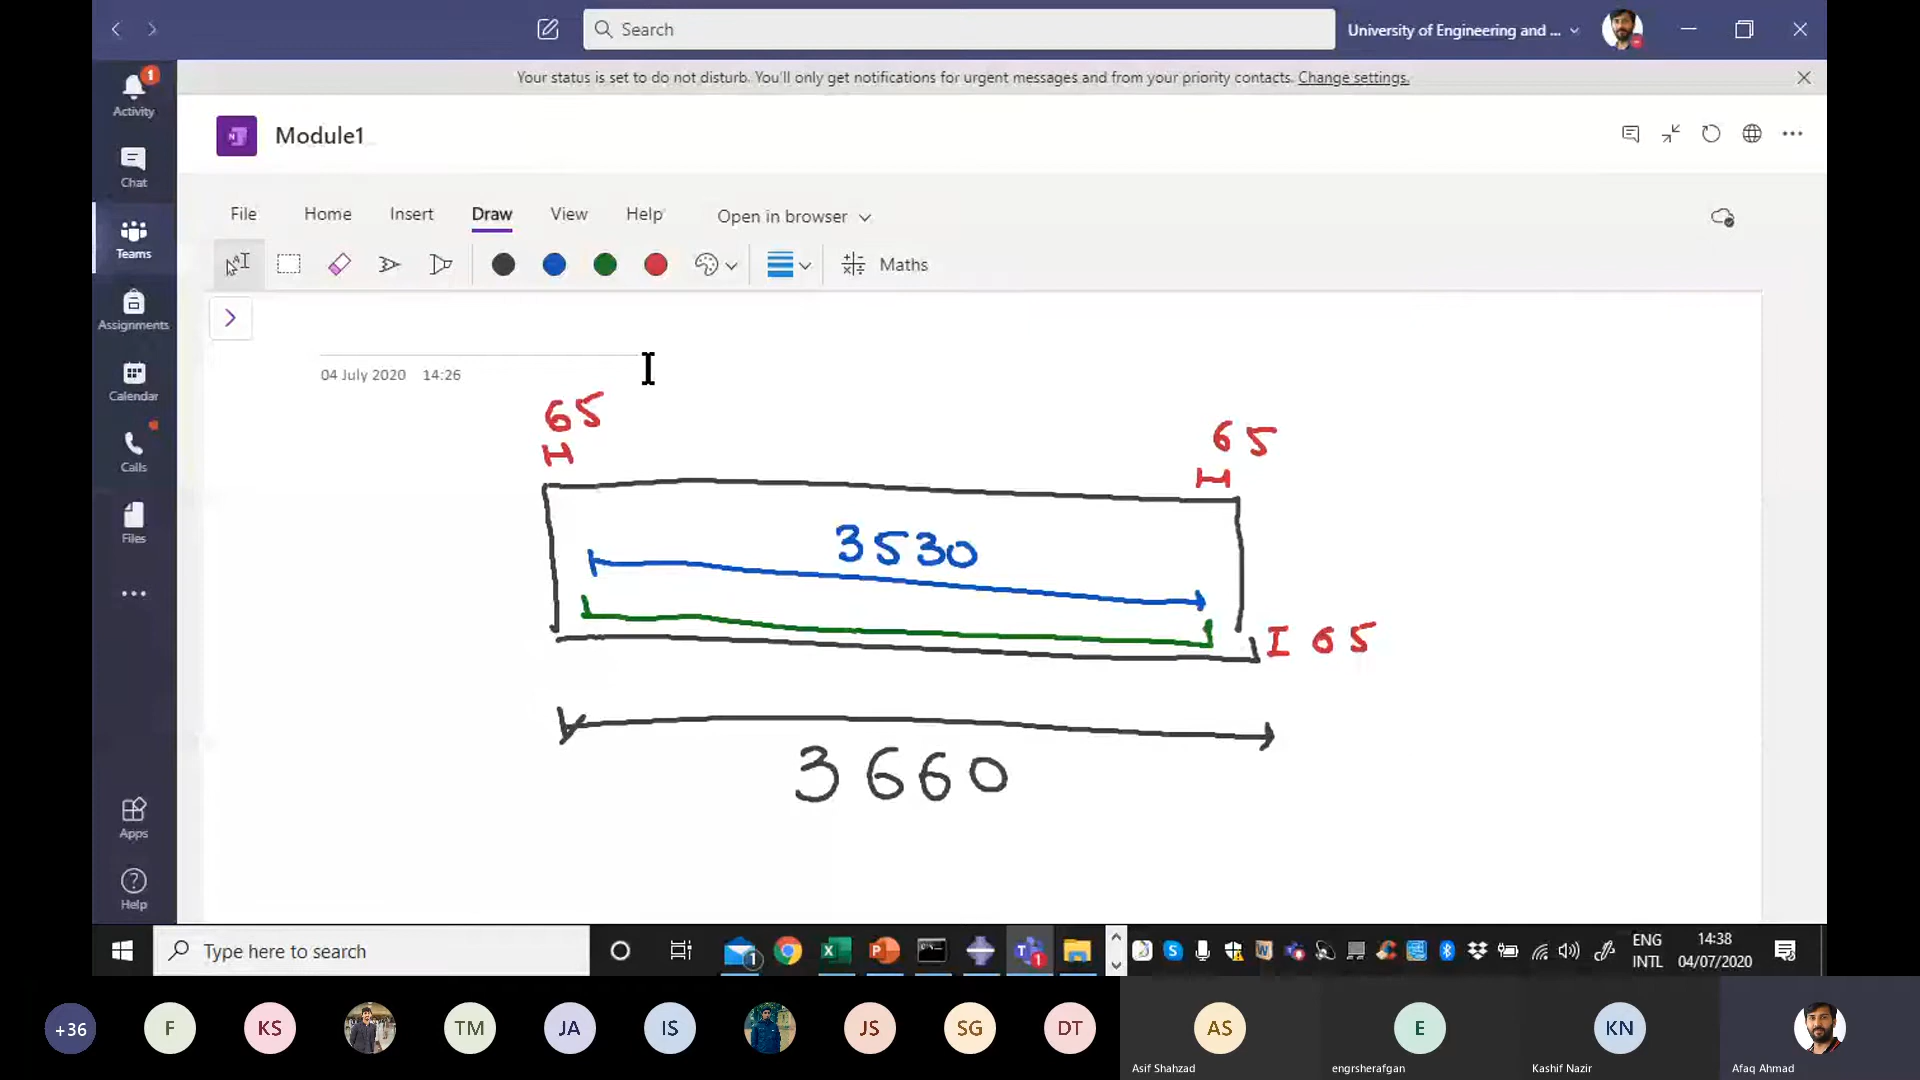 Search
University of Engineering and ...
Your status is set to do not disturb. You'll only get notifications for urgent messages and from your priority contacts. Change settings.
1
Activity
Chat
Teams
Assignments
Calendar
Calls
Files
Apps
Help
Module1
File Home Insert Draw View Help Open in browser
Maths
04 July 2020 14:26
65
65
3530
65
3660
Type here to search
1
1
ENG
INTL
14:38
04/07/2020
+36
F
KS
TM
JA
IS
JS
SG
DT
AS
E
KN
Asif Shahzad
engrsherafgan
Kashif Nazir
Afaq Ahmad